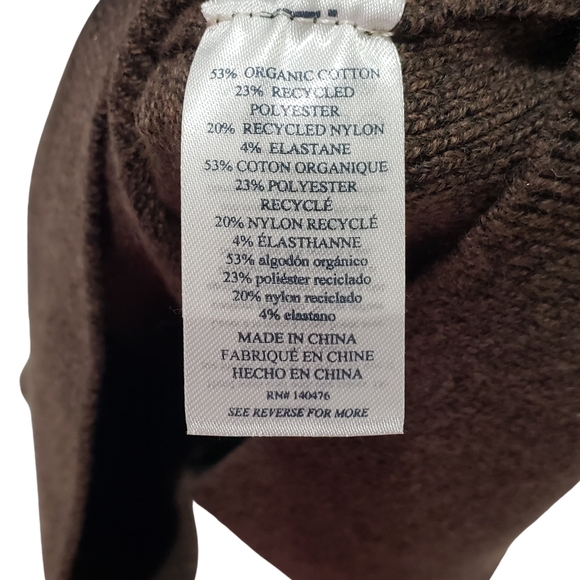 53% ORGANIC COTTON
23% RECYCLED
POLYESTER
20% RECYCLED NYLON
4% ELASTANE
53% COTON ORGANIQUE
23% POLYESTER
RECYCLÉ
20% NYLON RECYCLÉ
4% ÉLASTHANNE
53% algodón orgánico
23% poliéster reciclado
20% nylon reciclado
4% elastano
MADE IN CHINA
FABRIQUÉ EN CHINE
HECHO EN CHINA
RN# 140476
SEE REVERSE FOR MORE